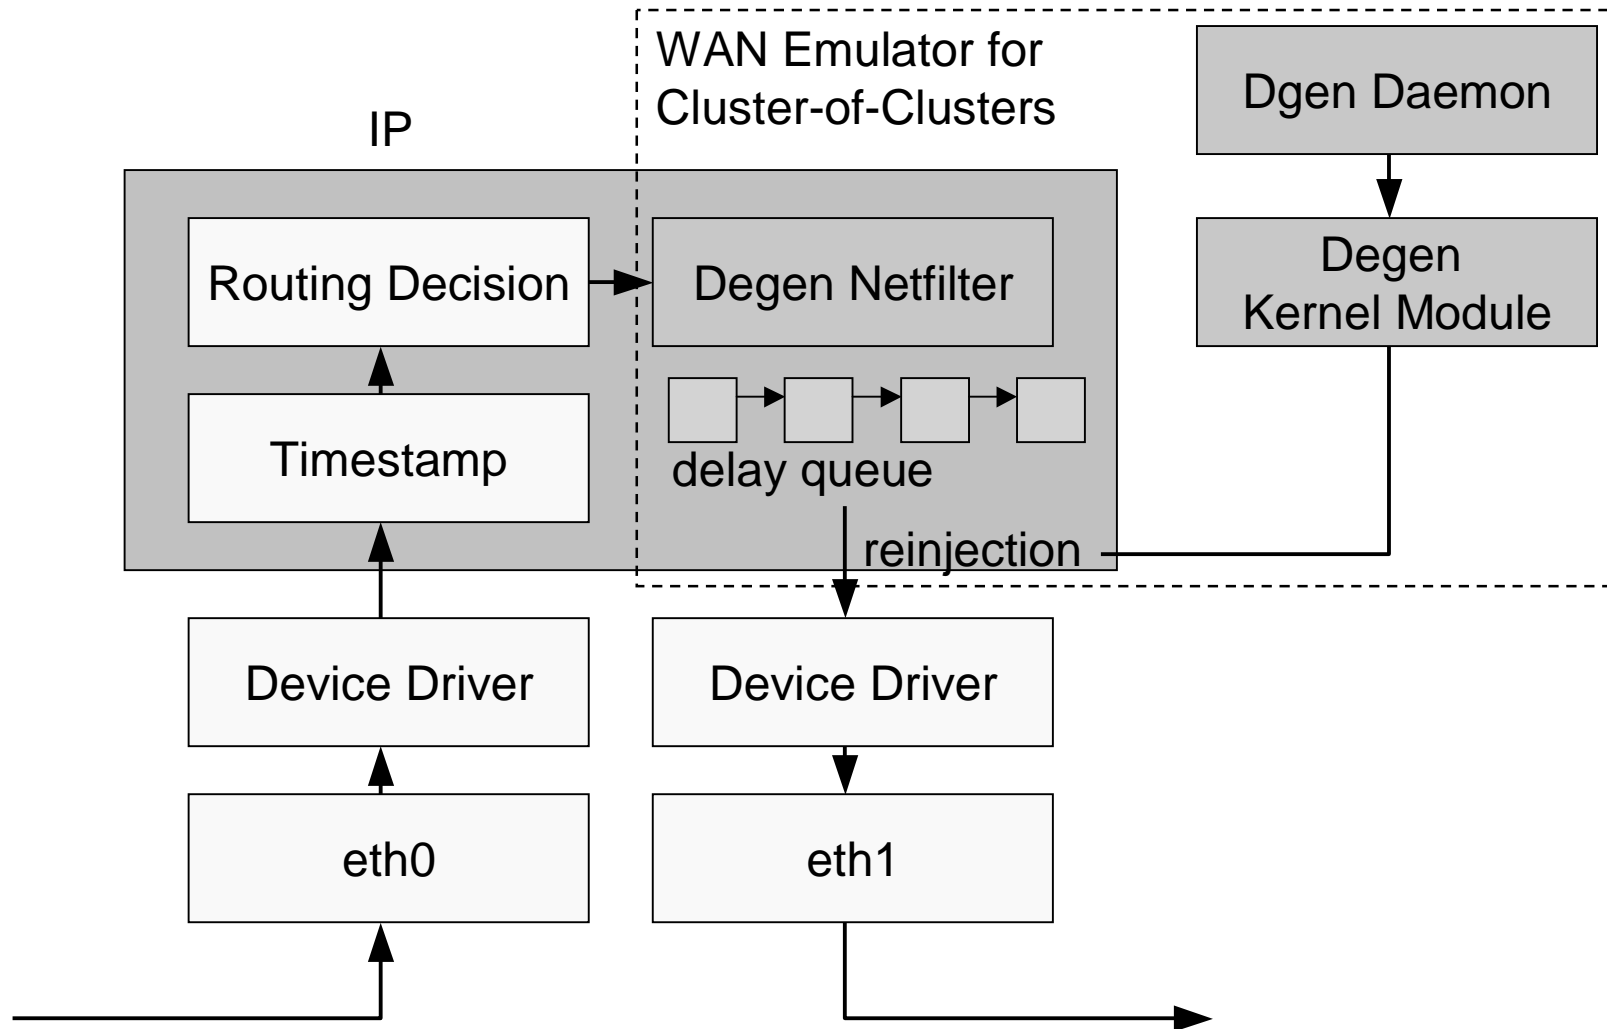 WAN Emulator for
Cluster-of-Clusters
Dgen Daemon
IP
Routing Decision
Degen Netfilter
Degen
Kernel Module
Timestamp
delay queue
reinjection
Device Driver
Device Driver
eth0
eth1